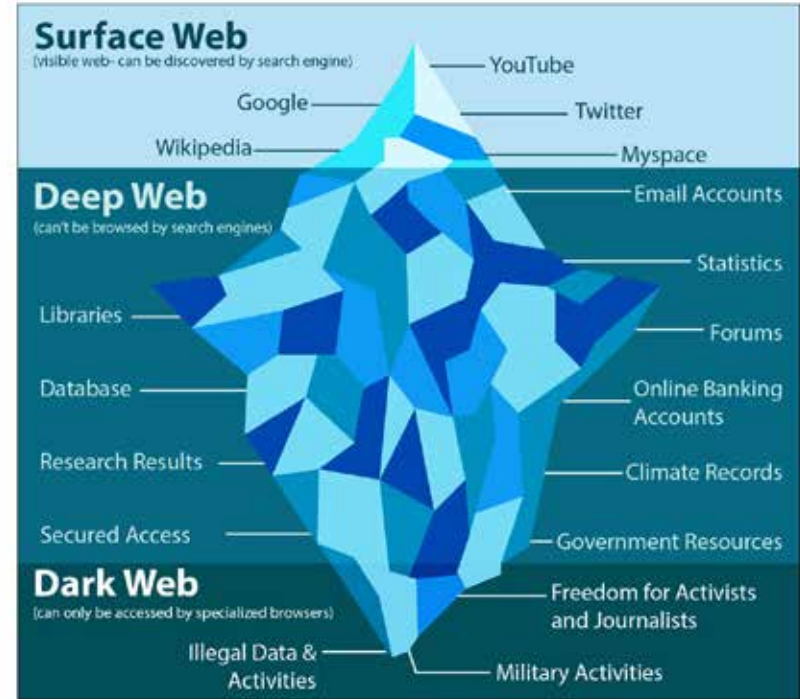 Surface Web
(visible web- can be discovered by search engine)
YouTube
Google
Twitter
Wikipedia
Myspace
Deep Web
(can't be browsed by search engines)
Email Accounts
Statistics
Libraries
Forums
Database
Online Banking
Accounts
Research Results
Climate Records
Secured Access
Government Resources
Dark Web
(can only be accessed by specialized browsers)
Freedom for Activists
and Journalists
Illegal Data &
Activities
Military Activities